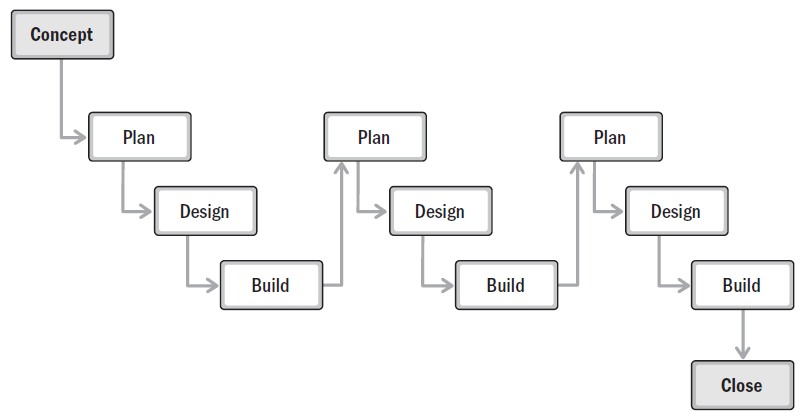 Concept
Plan
Plan
Plan
Design
Design
Design
Build
Build
Build
Close